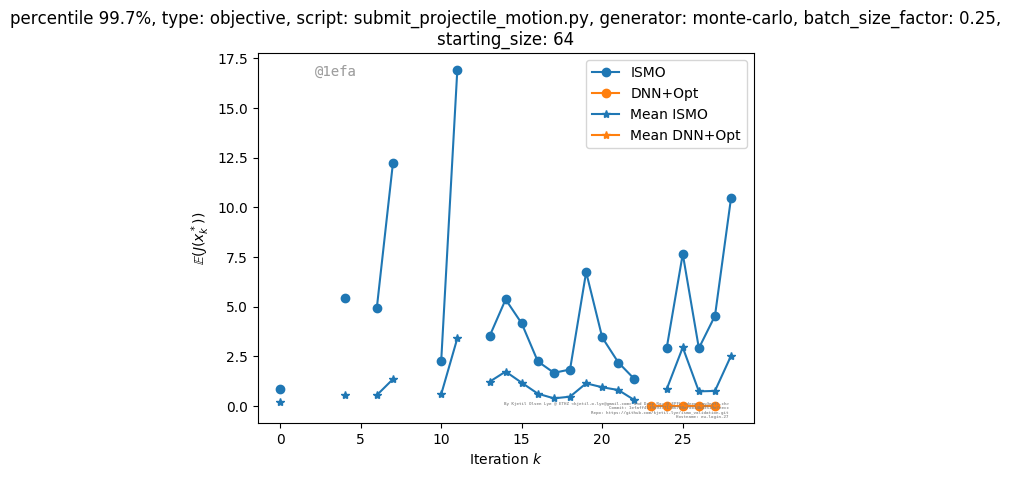 percentile 99.7%, type: objective, script: submit_projectile_motion.py, generator: monte-carlo, batch_size_factor: 0.25,
starting_size: 64
@1efa
ISMO
DNN+Opt
Mean ISMO
Mean DNN+Opt
17.5
15.0
12.5
10.0
7.5
5.0
2.5
0.0
𝔼(J(x*k))
0
5
10
15
20
25
Iteration k